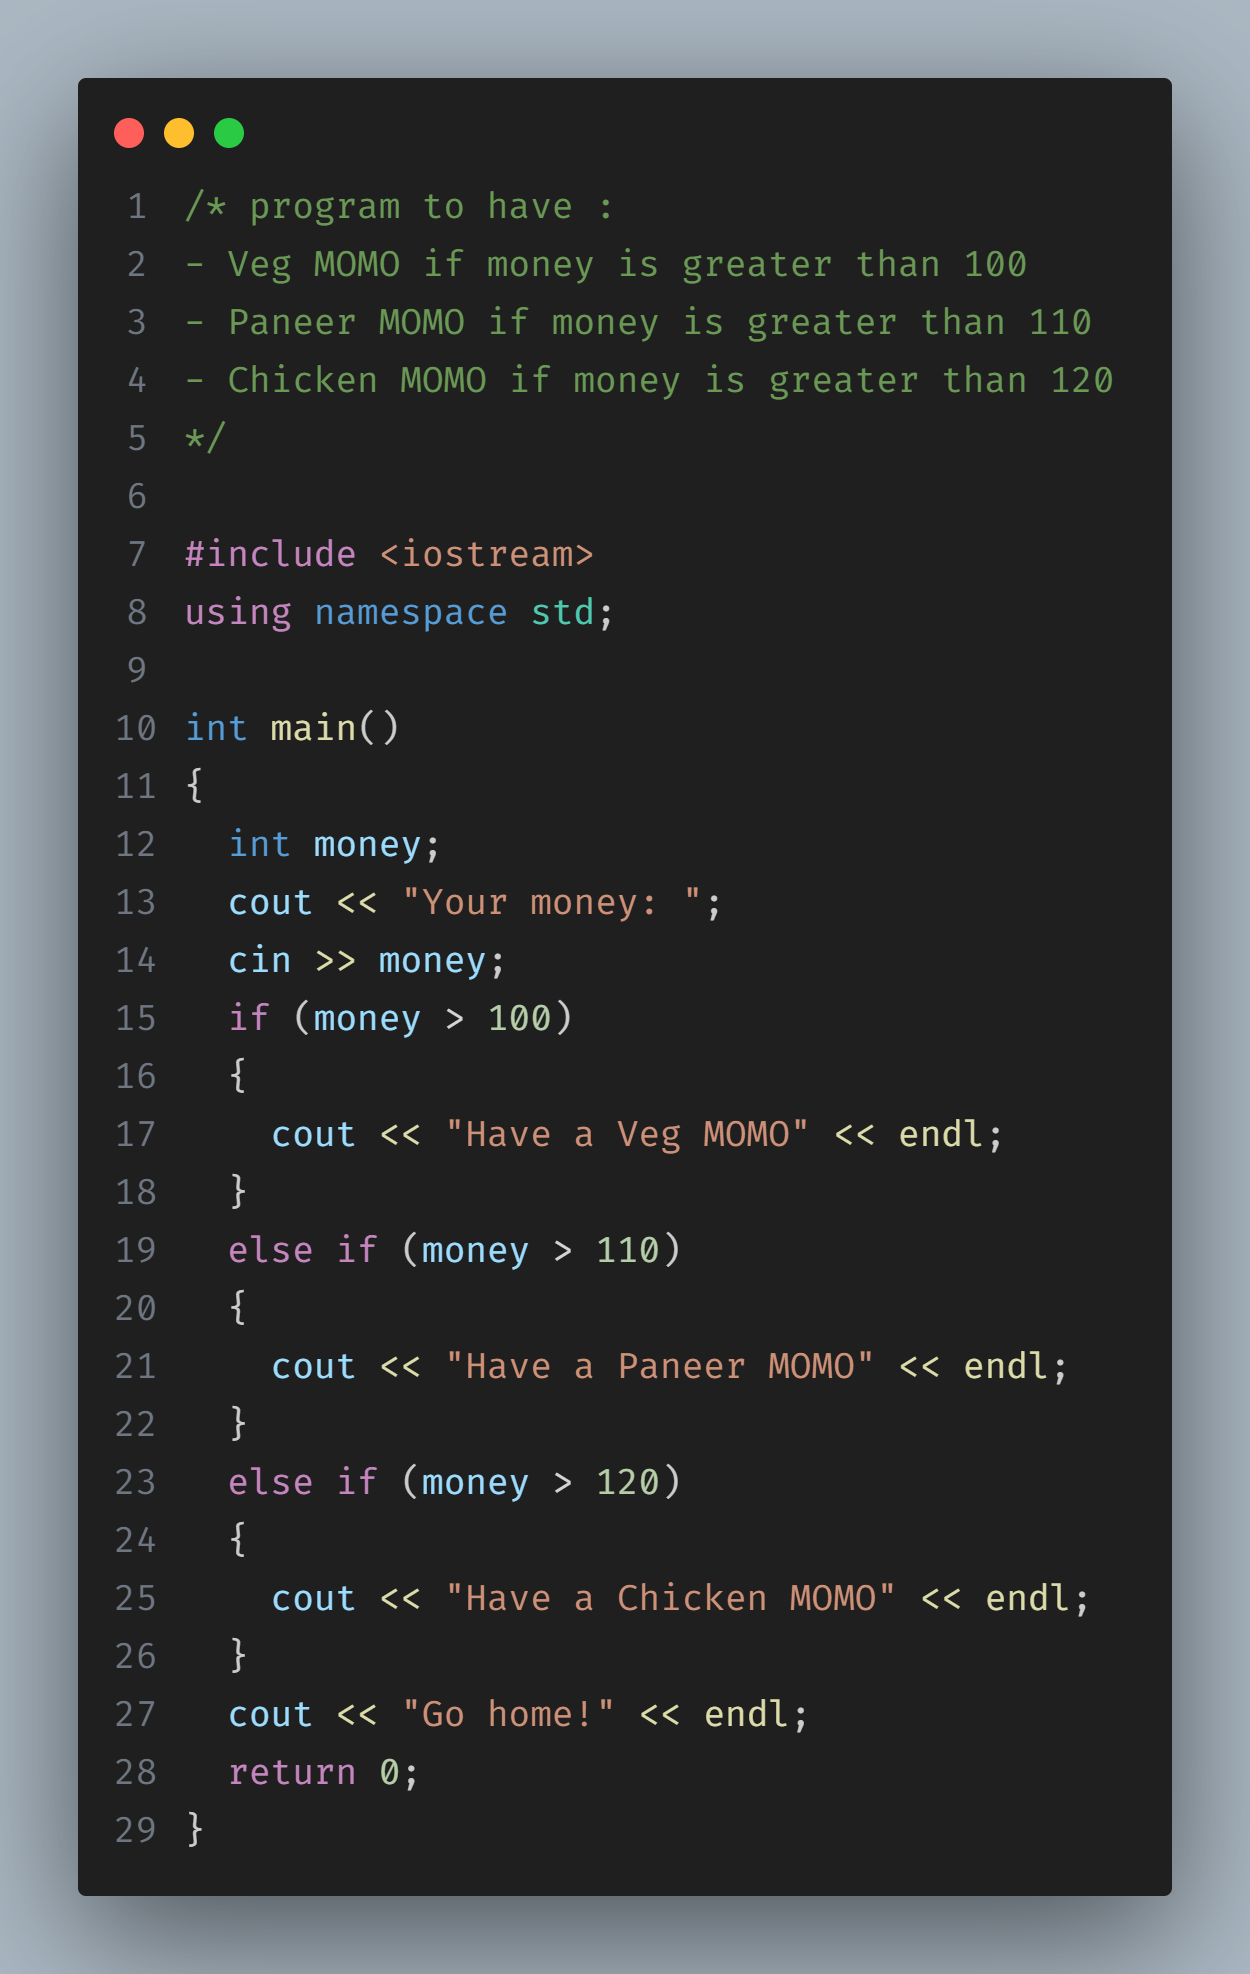 1 /* program to have :
2 - Veg MOMO if money is greater than 100
3 - Paneer MOMO if money is greater than 110
4 - Chicken MOMO if money is greater than 120
5 */
6
7 #include <iostream>
8 using namespace std;
9
10 int main()
11 {
12   int money;
13   cout << "Your money: ";
14   cin >> money;
15   if (money > 100)
16   {
17     cout << "Have a Veg MOMO" << endl;
18   }
19   else if (money > 110)
20   {
21     cout << "Have a Paneer MOMO" << endl;
22   }
23   else if (money > 120)
24   {
25     cout << "Have a Chicken MOMO" << endl;
26   }
27   cout << "Go home!" << endl;
28   return 0;
29 }